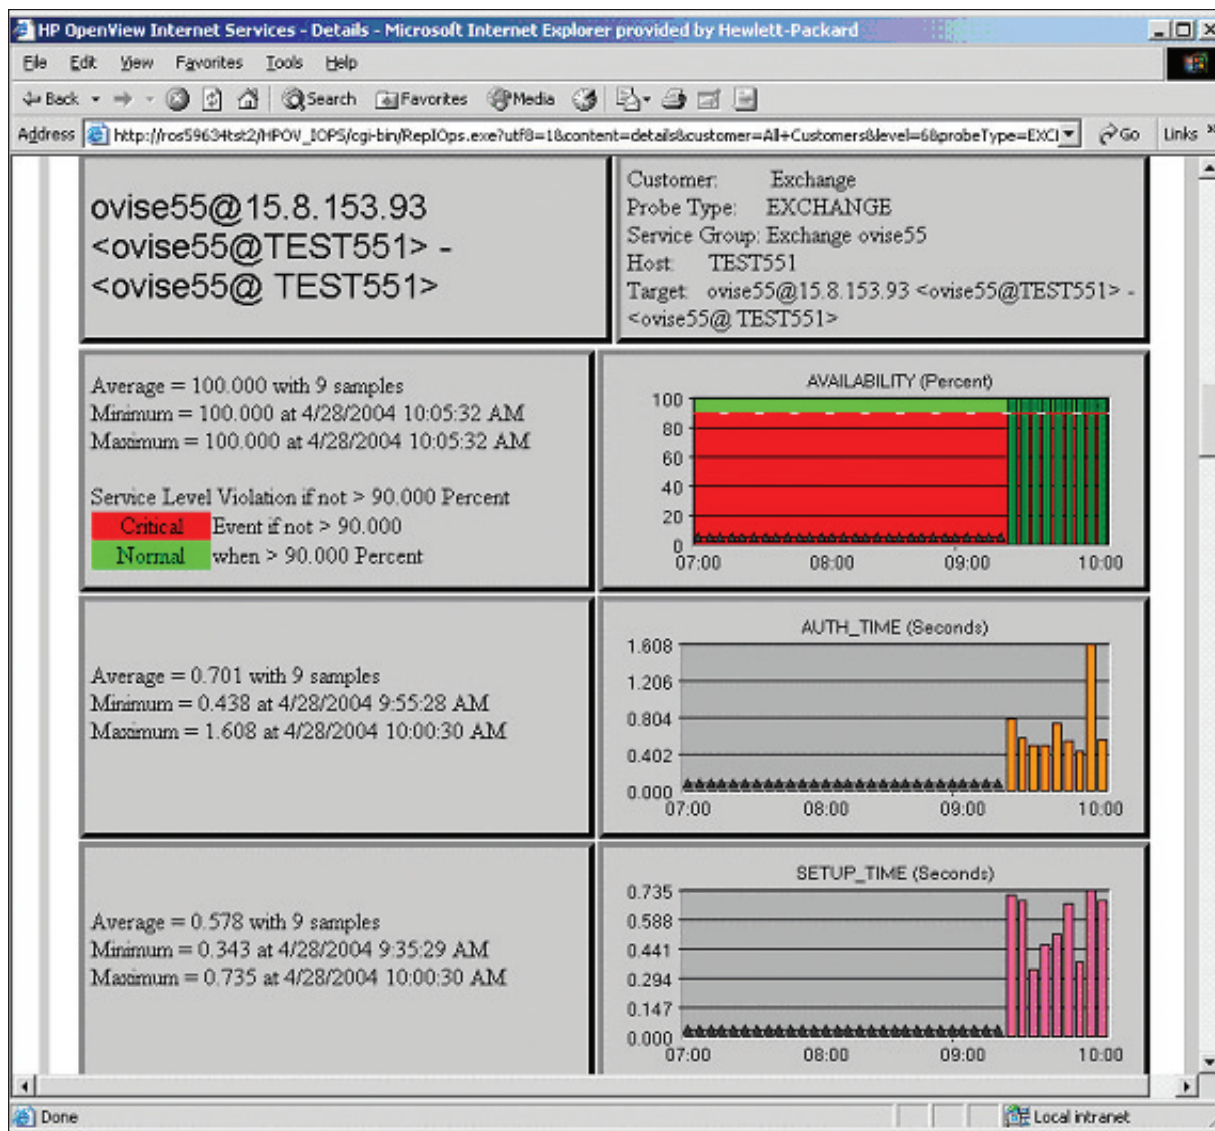 HP OpenView Internet Services - Details - Microsoft Internet Explorer provided by Hewlett-Packard
File Edit View Favorites Tools Help
Back Search Favorites Media
Address http://ros59634tst2/HPOV_IOPS/cgi-bin/RepIOps.exe?utf8=1&content=details&customer=All+Customers&level=6&probeType=EXC Go Links »
ovise55@15.8.153.93
<ovise55@TEST551> -
<ovise55@ TEST551>
Customer: Exchange
Probe Type: EXCHANGE
Service Group: Exchange ovise55
Host: TEST551
Target: ovise55@15.8.153.93 <ovise55@TEST551> -
<ovise55@ TEST551>
Average = 100.000 with 9 samples
Minimum = 100.000 at 4/28/2004 10:05:32 AM
Maximum = 100.000 at 4/28/2004 10:05:32 AM
Service Level Violation if not > 90.000 Percent
Critical Event if not > 90.000
Normal when > 90.000 Percent
AVAILABILITY (Percent)
100
80
60
40
20
0
07:00 08:00 09:00 10:00
Average = 0.701 with 9 samples
Minimum = 0.438 at 4/28/2004 9:55:28 AM
Maximum = 1.608 at 4/28/2004 10:00:30 AM
AUTH_TIME (Seconds)
1.608
1.206
0.804
0.402
0.000
07:00 08:00 09:00 10:00
Average = 0.578 with 9 samples
Minimum = 0.343 at 4/28/2004 9:35:29 AM
Maximum = 0.735 at 4/28/2004 10:00:30 AM
SETUP_TIME (Seconds)
0.735
0.588
0.441
0.294
0.147
0.000
07:00 08:00 09:00 10:00
Done Local intranet